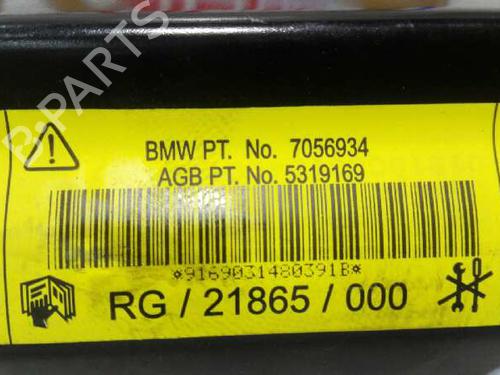 B-PARTS
BMW PT. No. 7056934
AGB PT. No. 5319169
*9169031480391B*
RG / 21865 / 000